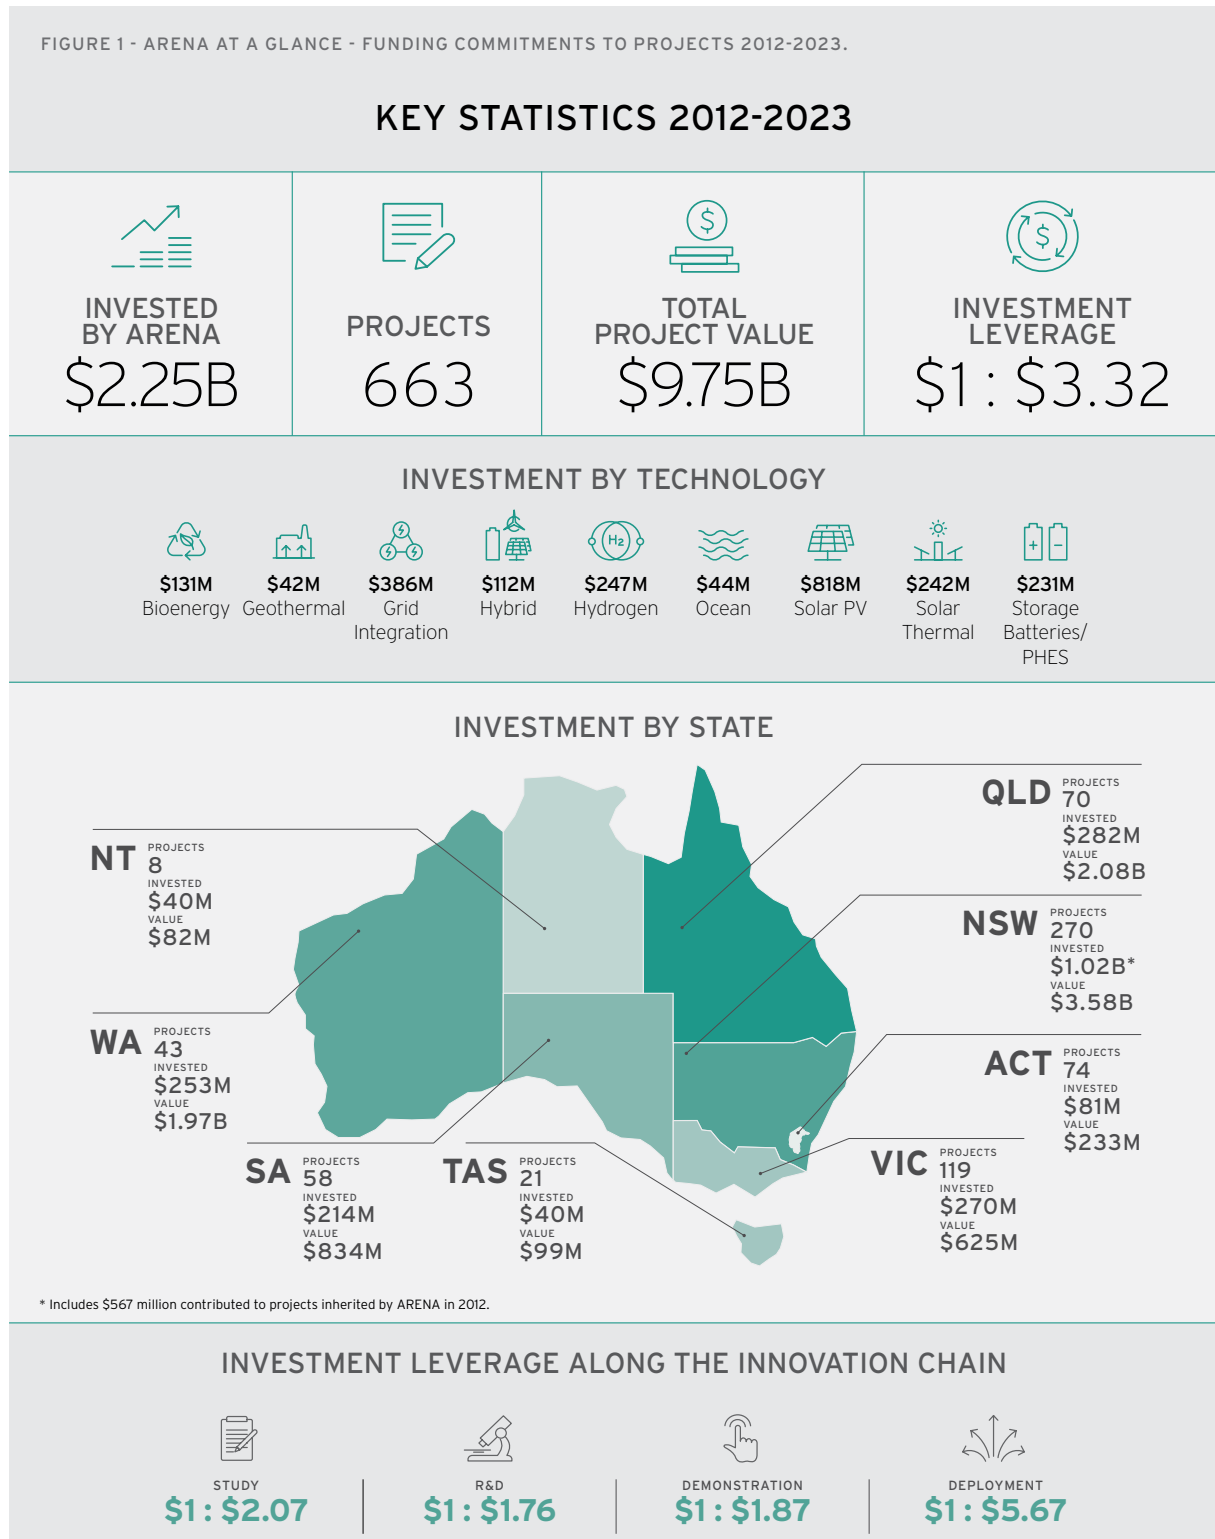 FIGURE 1 - ARENA AT A GLANCE - FUNDING COMMITMENTS TO PROJECTS 2012-2023.
KEY STATISTICS 2012-2023
INVESTED
BY ARENA
$2.25B
PROJECTS
663
TOTAL
PROJECT VALUE
$9.75B
INVESTMENT
LEVERAGE
$1 : $3.32
INVESTMENT BY TECHNOLOGY
$131M
Bioenergy
$42M
Geothermal
$386M
Grid
Integration
$112M
Hybrid
H2
$247M
Hydrogen
$44M
Ocean
$818M
Solar PV
$242M
Solar
Thermal
$231M
Storage
Batteries/
PHES
INVESTMENT BY STATE
QLD
PROJECTS
70
INVESTED
$282M
VALUE
$2.08B
NT
PROJECTS
8
INVESTED
$40M
VALUE
$82M
NSW
PROJECTS
270
INVESTED
$1.02B*
VALUE
$3.58B
WA
PROJECTS
43
INVESTED
$253M
VALUE
$1.97B
ACT
PROJECTS
74
INVESTED
$81M
VALUE
$233M
SA
PROJECTS
58
INVESTED
$214M
VALUE
$834M
TAS
PROJECTS
21
INVESTED
$40M
VALUE
$99M
VIC
PROJECTS
119
INVESTED
$270M
VALUE
$625M
* Includes $567 million contributed to projects inherited by ARENA in 2012.
INVESTMENT LEVERAGE ALONG THE INNOVATION CHAIN
STUDY
$1 : $2.07
R&D
$1 : $1.76
DEMONSTRATION
$1 : $1.87
DEPLOYMENT
$1 : $5.67